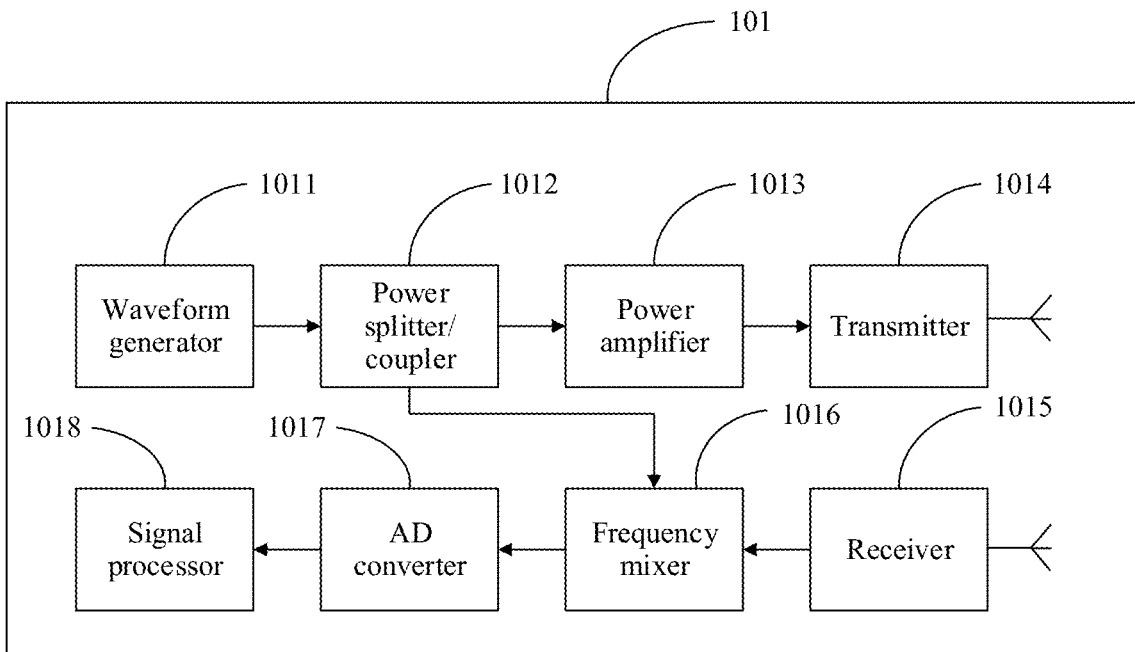 101
1011
1012
1013
1014
Waveform
generator
Power
splitter/
coupler
Power
amplifier
Transmitter
1018
1017
1016
1015
Signal
processor
AD
converter
Frequency
mixer
Receiver